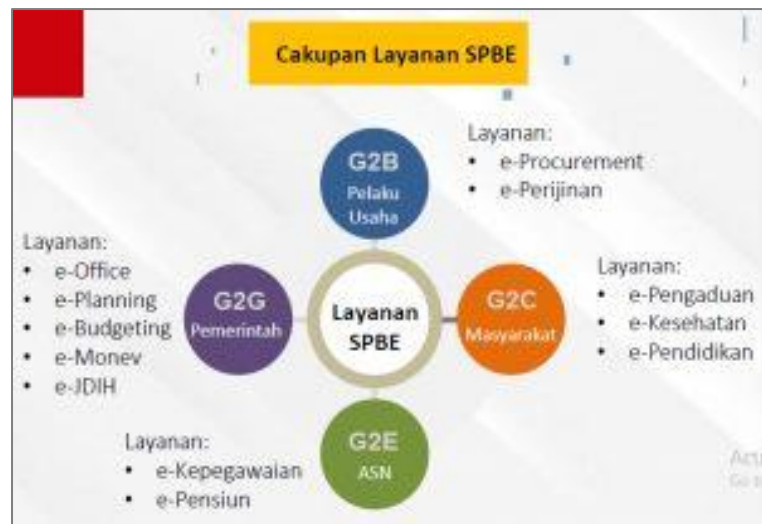 Cakupan Layanan SPBE
G2B
Pelaku
Usaha
Layanan:
• e-Procurement
• e-Perijinan
Layanan:
• e-Office
• e-Planning
• e-Budgeting
• e-Monev
• e-JDIH
G2G
Pemerintah
Layanan
SPBE
G2C
Masyarakat
Layanan:
• e-Pengaduan
• e-Kesehatan
• e-Pendidikan
G2E
ASN
Layanan:
• e-Kepegawaian
• e-Pensiun